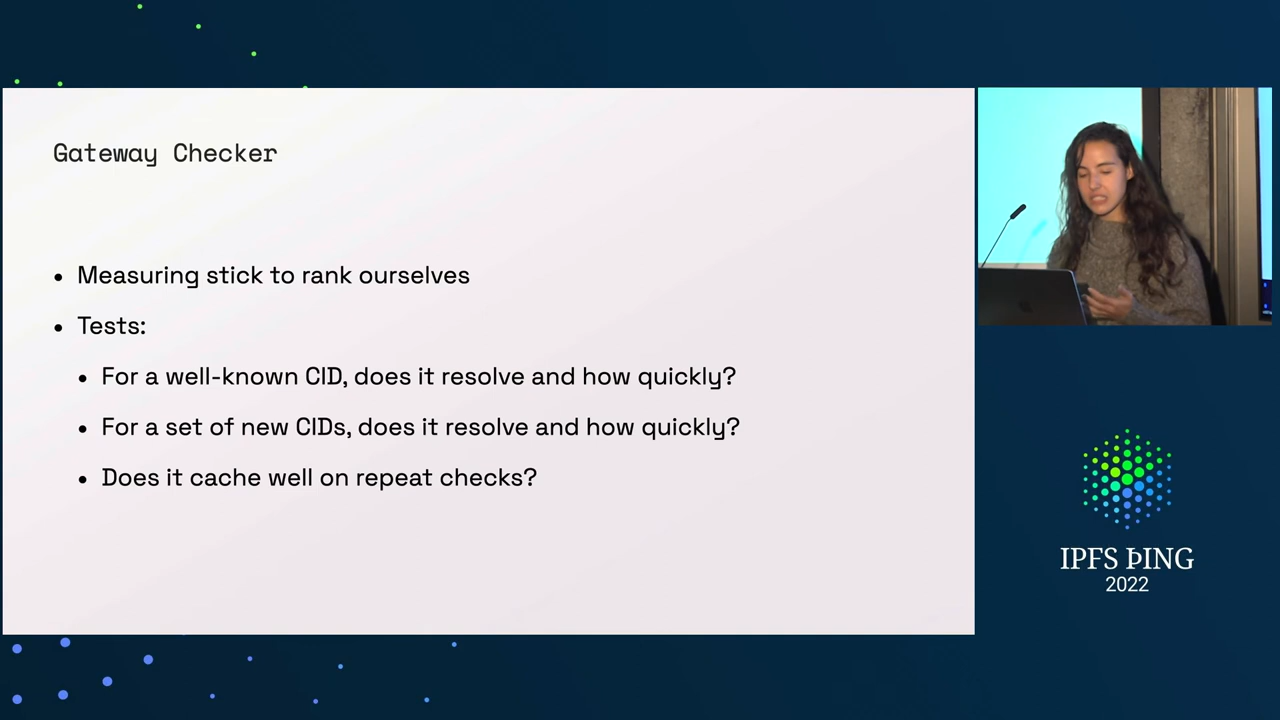 Gateway Checker
• Measuring stick to rank ourselves
• Tests:
• For a well-known CID, does it resolve and how quickly?
• For a set of new CIDs, does it resolve and how quickly?
• Does it cache well on repeat checks?
IPFS ÞING
2022